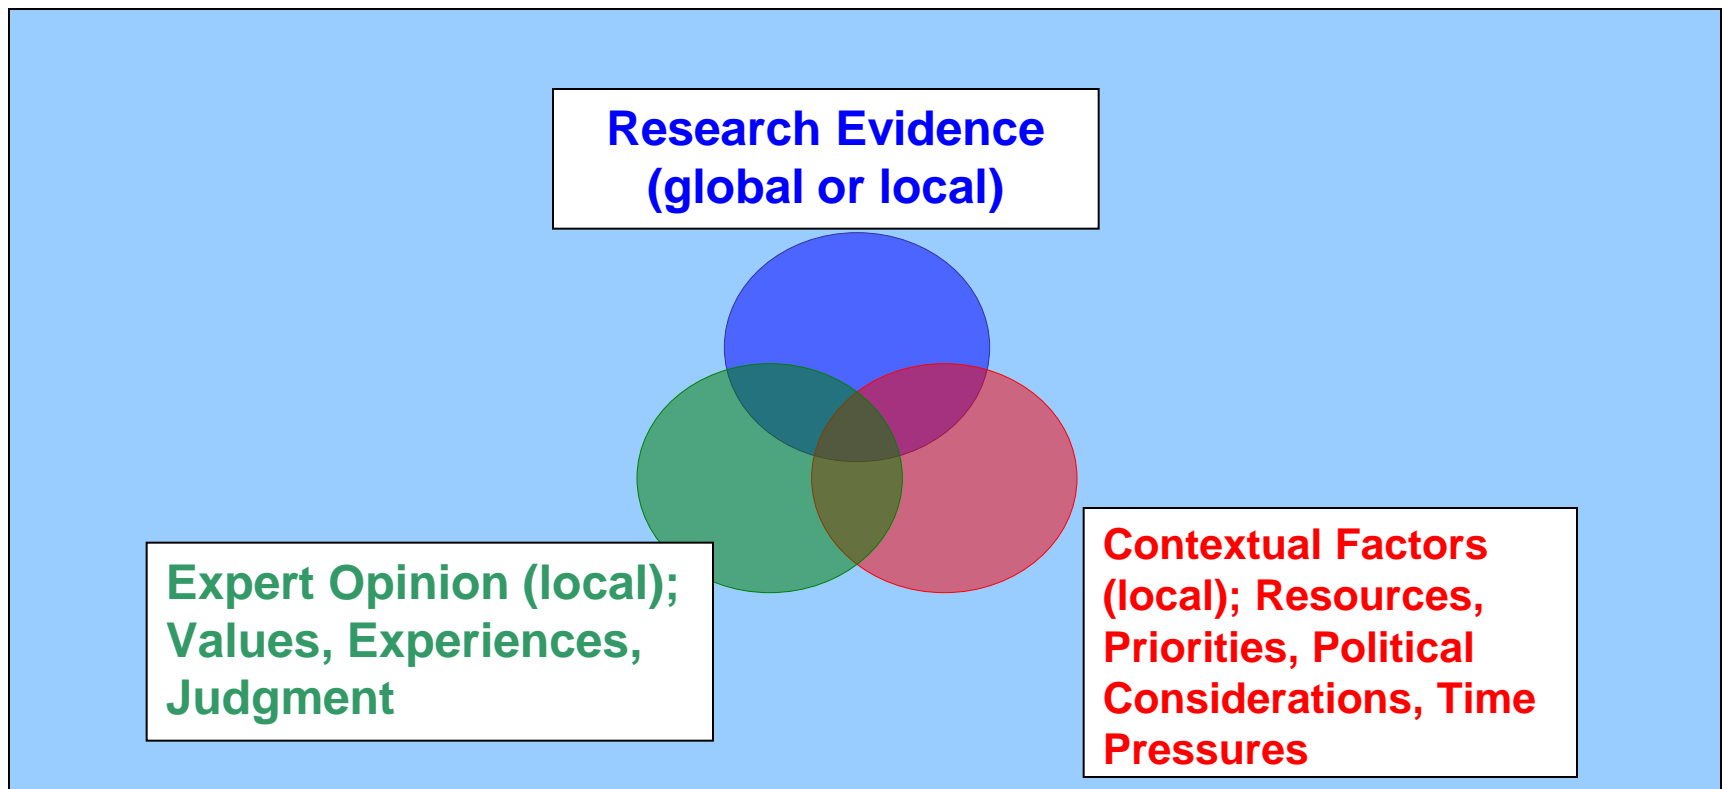 Research Evidence
(global or local)
Expert Opinion (local);
Values, Experiences,
Judgment
Contextual Factors
(local); Resources,
Priorities, Political
Considerations, Time
Pressures